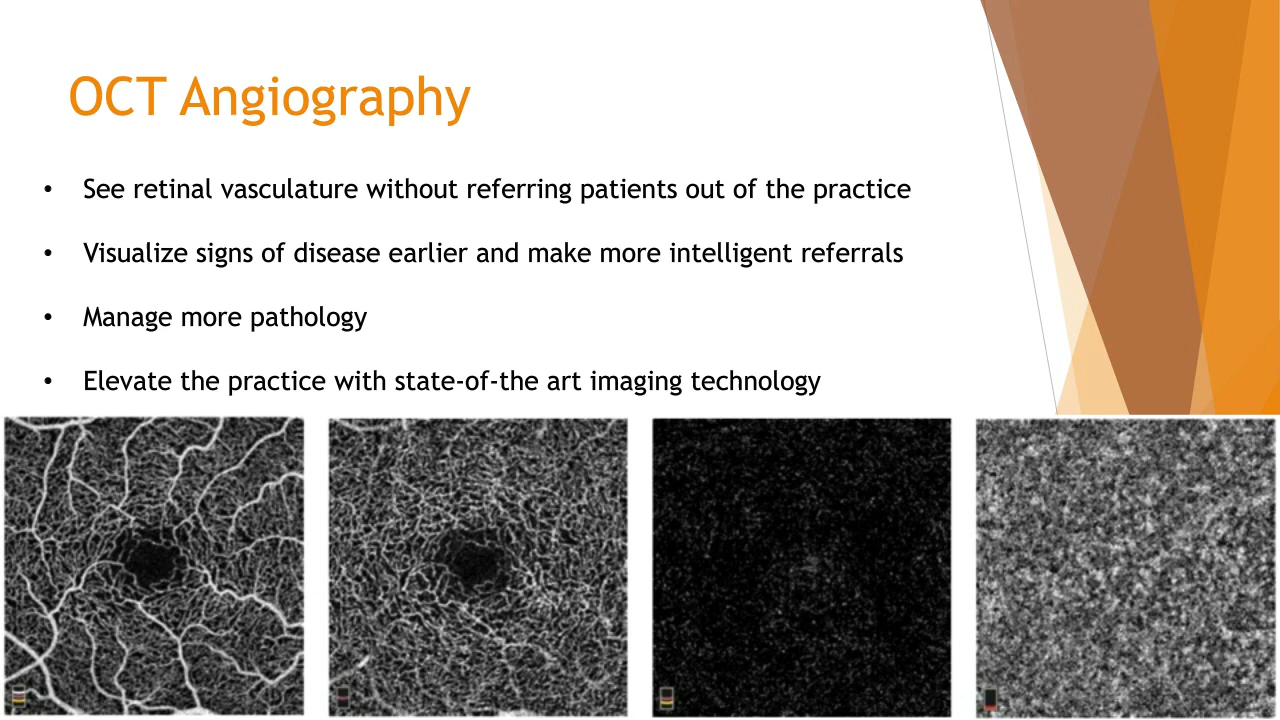 OCT Angiography
• See retinal vasculature without referring patients out of the practice
• Visualize signs of disease earlier and make more intelligent referrals
• Manage more pathology
• Elevate the practice with state-of-the art imaging technology